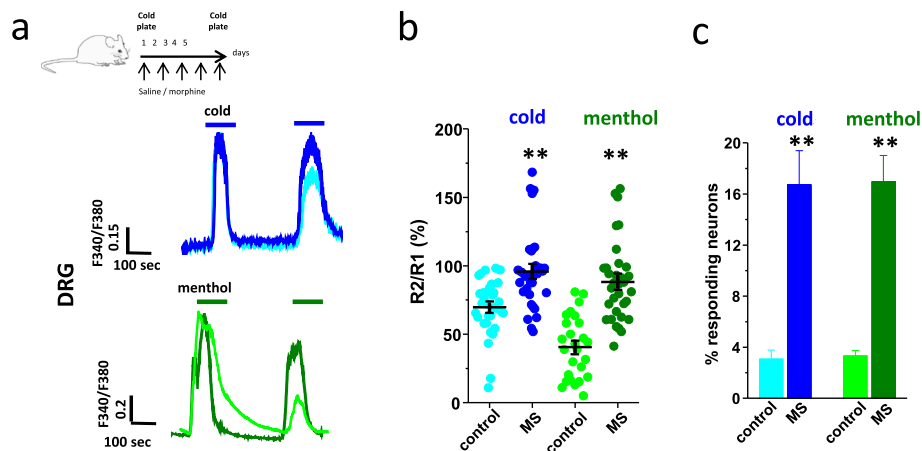 a
Cold plate
Cold plate
1 2 3 4 5
days
Saline / morphine
cold
F340/F380
0.15
100 sec
DRG
menthol
F340/F380
0.2
100 sec
b
cold
menthol
**
**
R2/R1 (%)
200
150
100
50
0
control
MS
control
MS
c
cold
menthol
**
**
% responding neurons
20
16
12
8
4
0
control
MS
control
MS